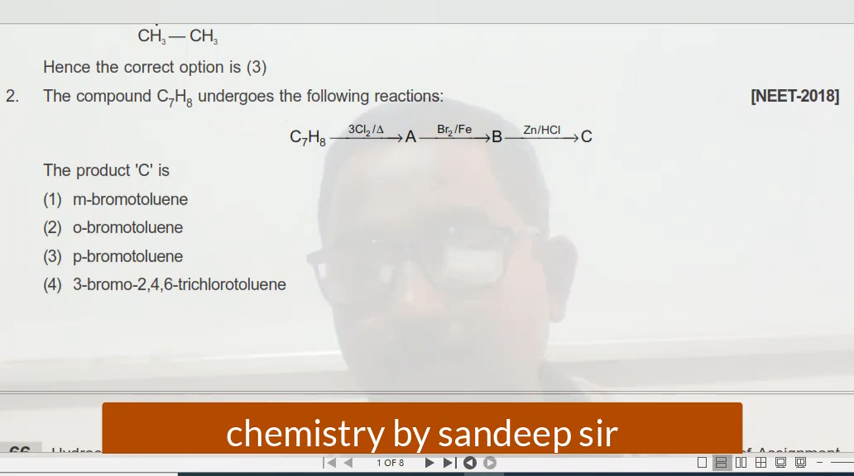 CH₃ — CH₃
Hence the correct option is (3)
2. The compound C₇H₈ undergoes the following reactions: [NEET-2018]
C₇H₈ 3Cl₂/Δ → A Br₂/Fe → B Zn/HCl → C
The product 'C' is
(1) m-bromotoluene
(2) o-bromotoluene
(3) p-bromotoluene
(4) 3-bromo-2,4,6-trichlorotoluene
chemistry by sandeep sir
1 OF 8